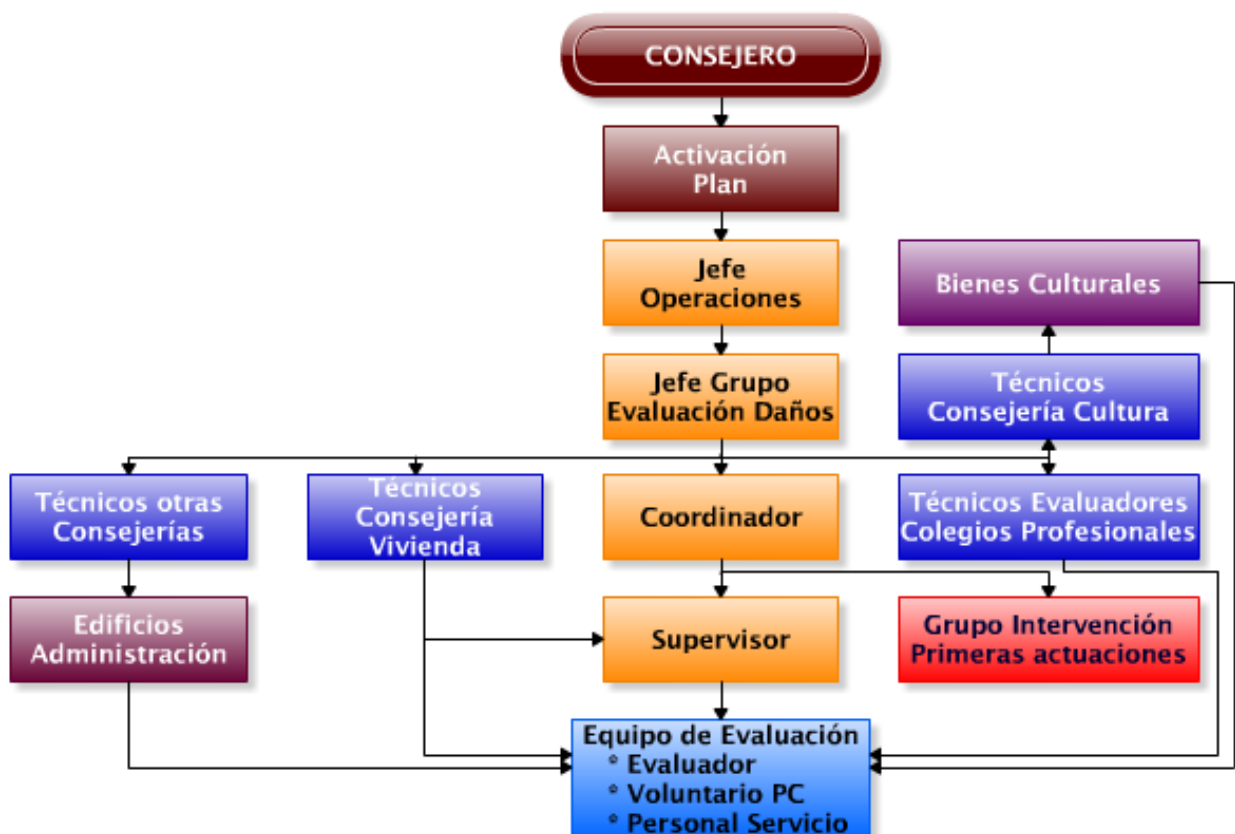 CONSEJERO
Activación
Plan
Jefe
Operaciones
Bienes Culturales
Jefe Grupo
Evaluación Daños
Técnicos
Consejería Cultura
Técnicos otras
Consejerías
Técnicos
Consejería
Vivienda
Coordinador
Técnicos Evaluadores
Colegios Profesionales
Edificios
Administración
Supervisor
Grupo Intervención
Primeras actuaciones
Equipo de Evaluación
° Evaluador
° Voluntario PC
° Personal Servicio